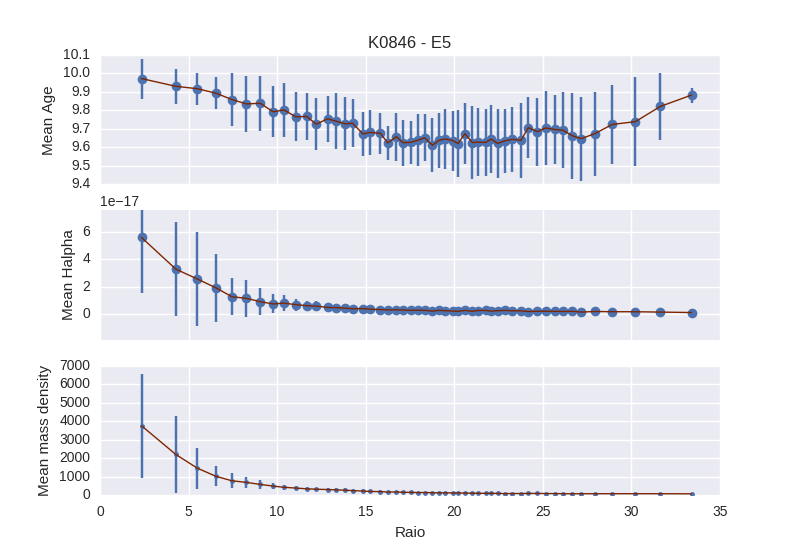 K0846 - E5
10.1
10.0
9.9
9.8
9.7
9.6
9.5
9.4
Mean Age
1e−17
6
4
2
0
Mean Halpha
7000
6000
5000
4000
3000
2000
1000
0
Mean mass density
0 5 10 15 20 25 30 35
Raio